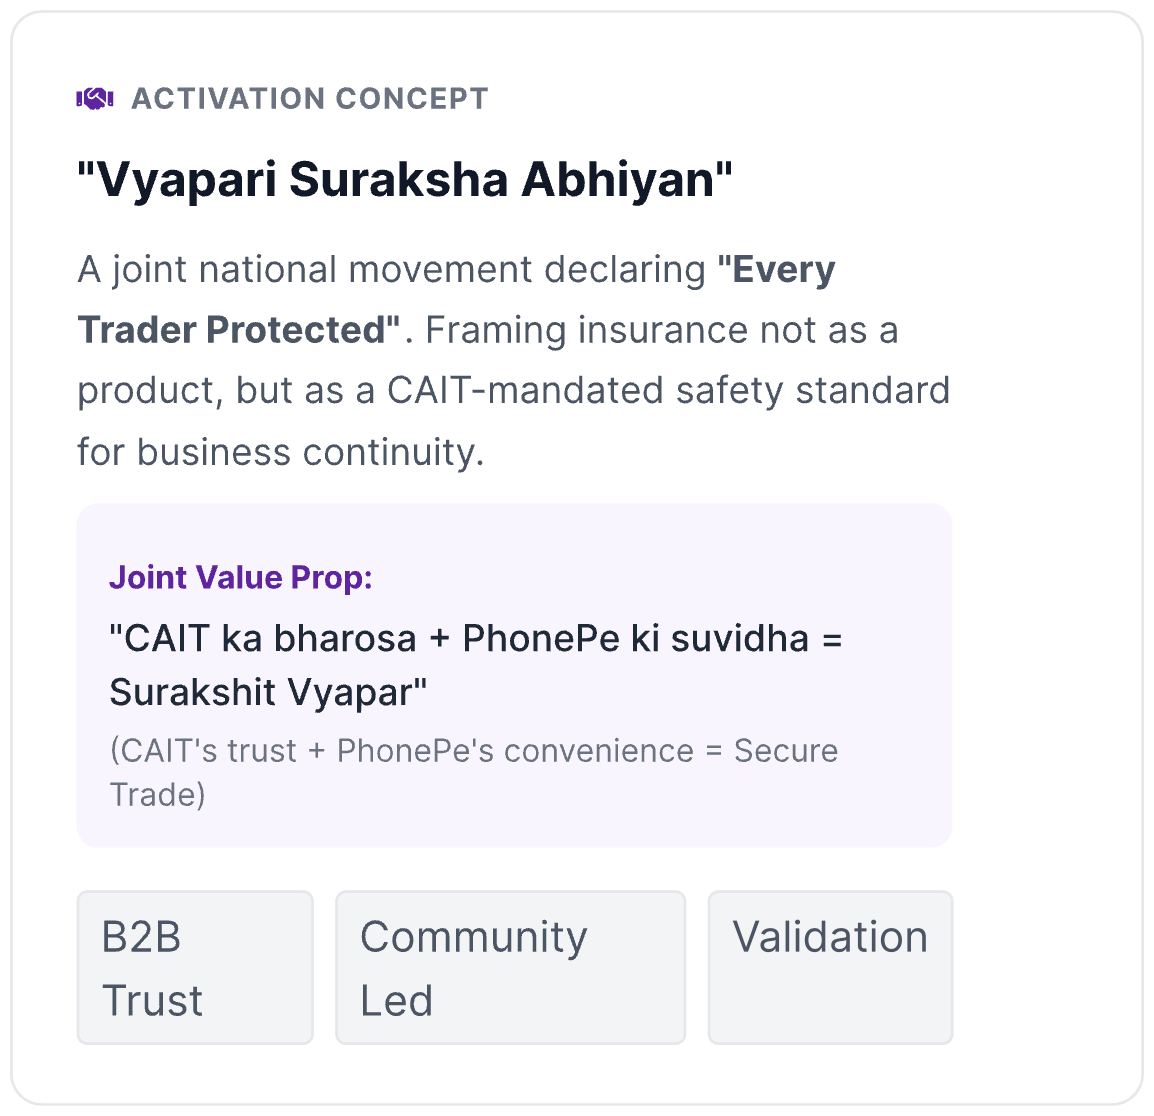 ACTIVATION CONCEPT
"Vyapari Suraksha Abhiyan"
A joint national movement declaring "Every
Trader Protected". Framing insurance not as a
product, but as a CAIT-mandated safety standard
for business continuity.
Joint Value Prop:
"CAIT ka bharosa + PhonePe ki suvidha =
Surakshit Vyapar"
(CAIT's trust + PhonePe's convenience = Secure
Trade)
B2B
Trust
Community
Led
Validation